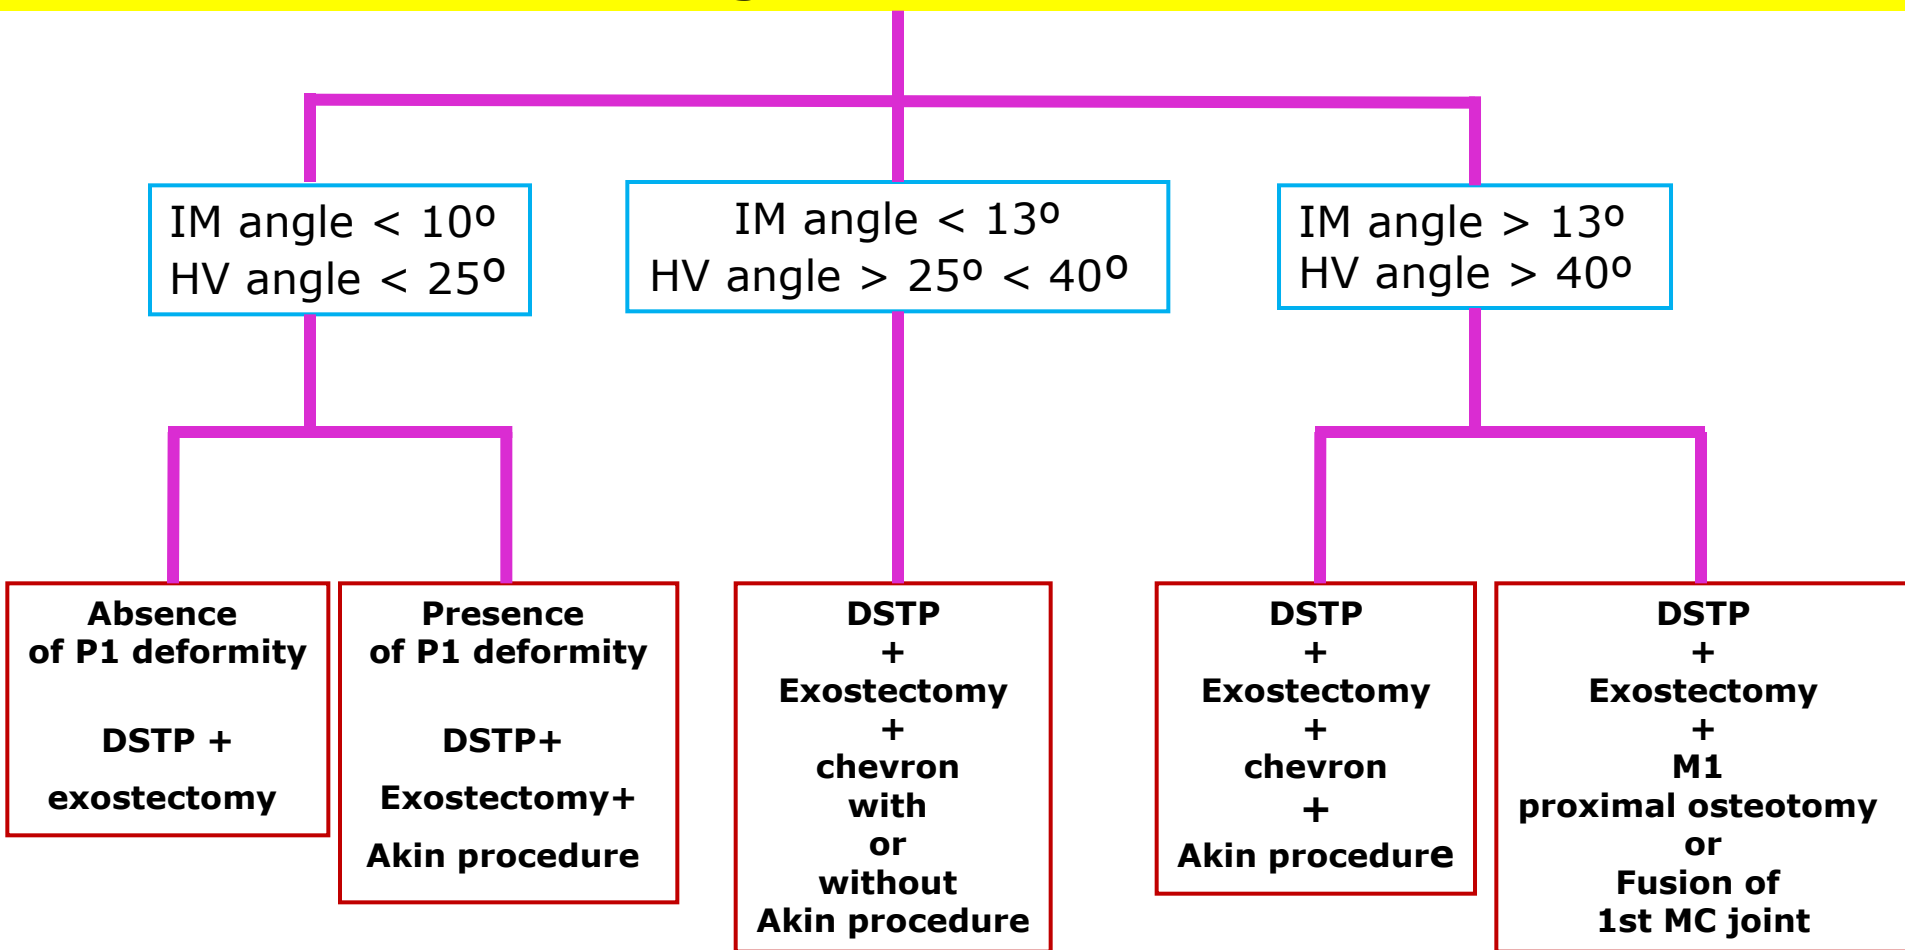 IM angle < 10º
HV angle < 25º
IM angle < 13º
HV angle > 25º < 40º
IM angle > 13º
HV angle > 40º
Absence
of P1 deformity
DSTP +
exostectomy
Presence
of P1 deformity
DSTP+
Exostectomy+
Akin procedure
DSTP
+
Exostectomy
+
chevron
with
or
without
Akin procedure
DSTP
+
Exostectomy
+
chevron
+
Akin procedure
DSTP
+
Exostectomy
+
M1
proximal osteotomy
or
Fusion of
1st MC joint